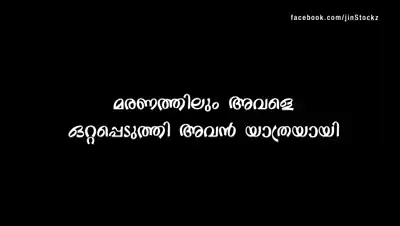 facebook.com/jinStockz
മരണത്തിലും അവളെ
ഒറ്റപ്പെടുത്തി അവൻ യാത്രയായി